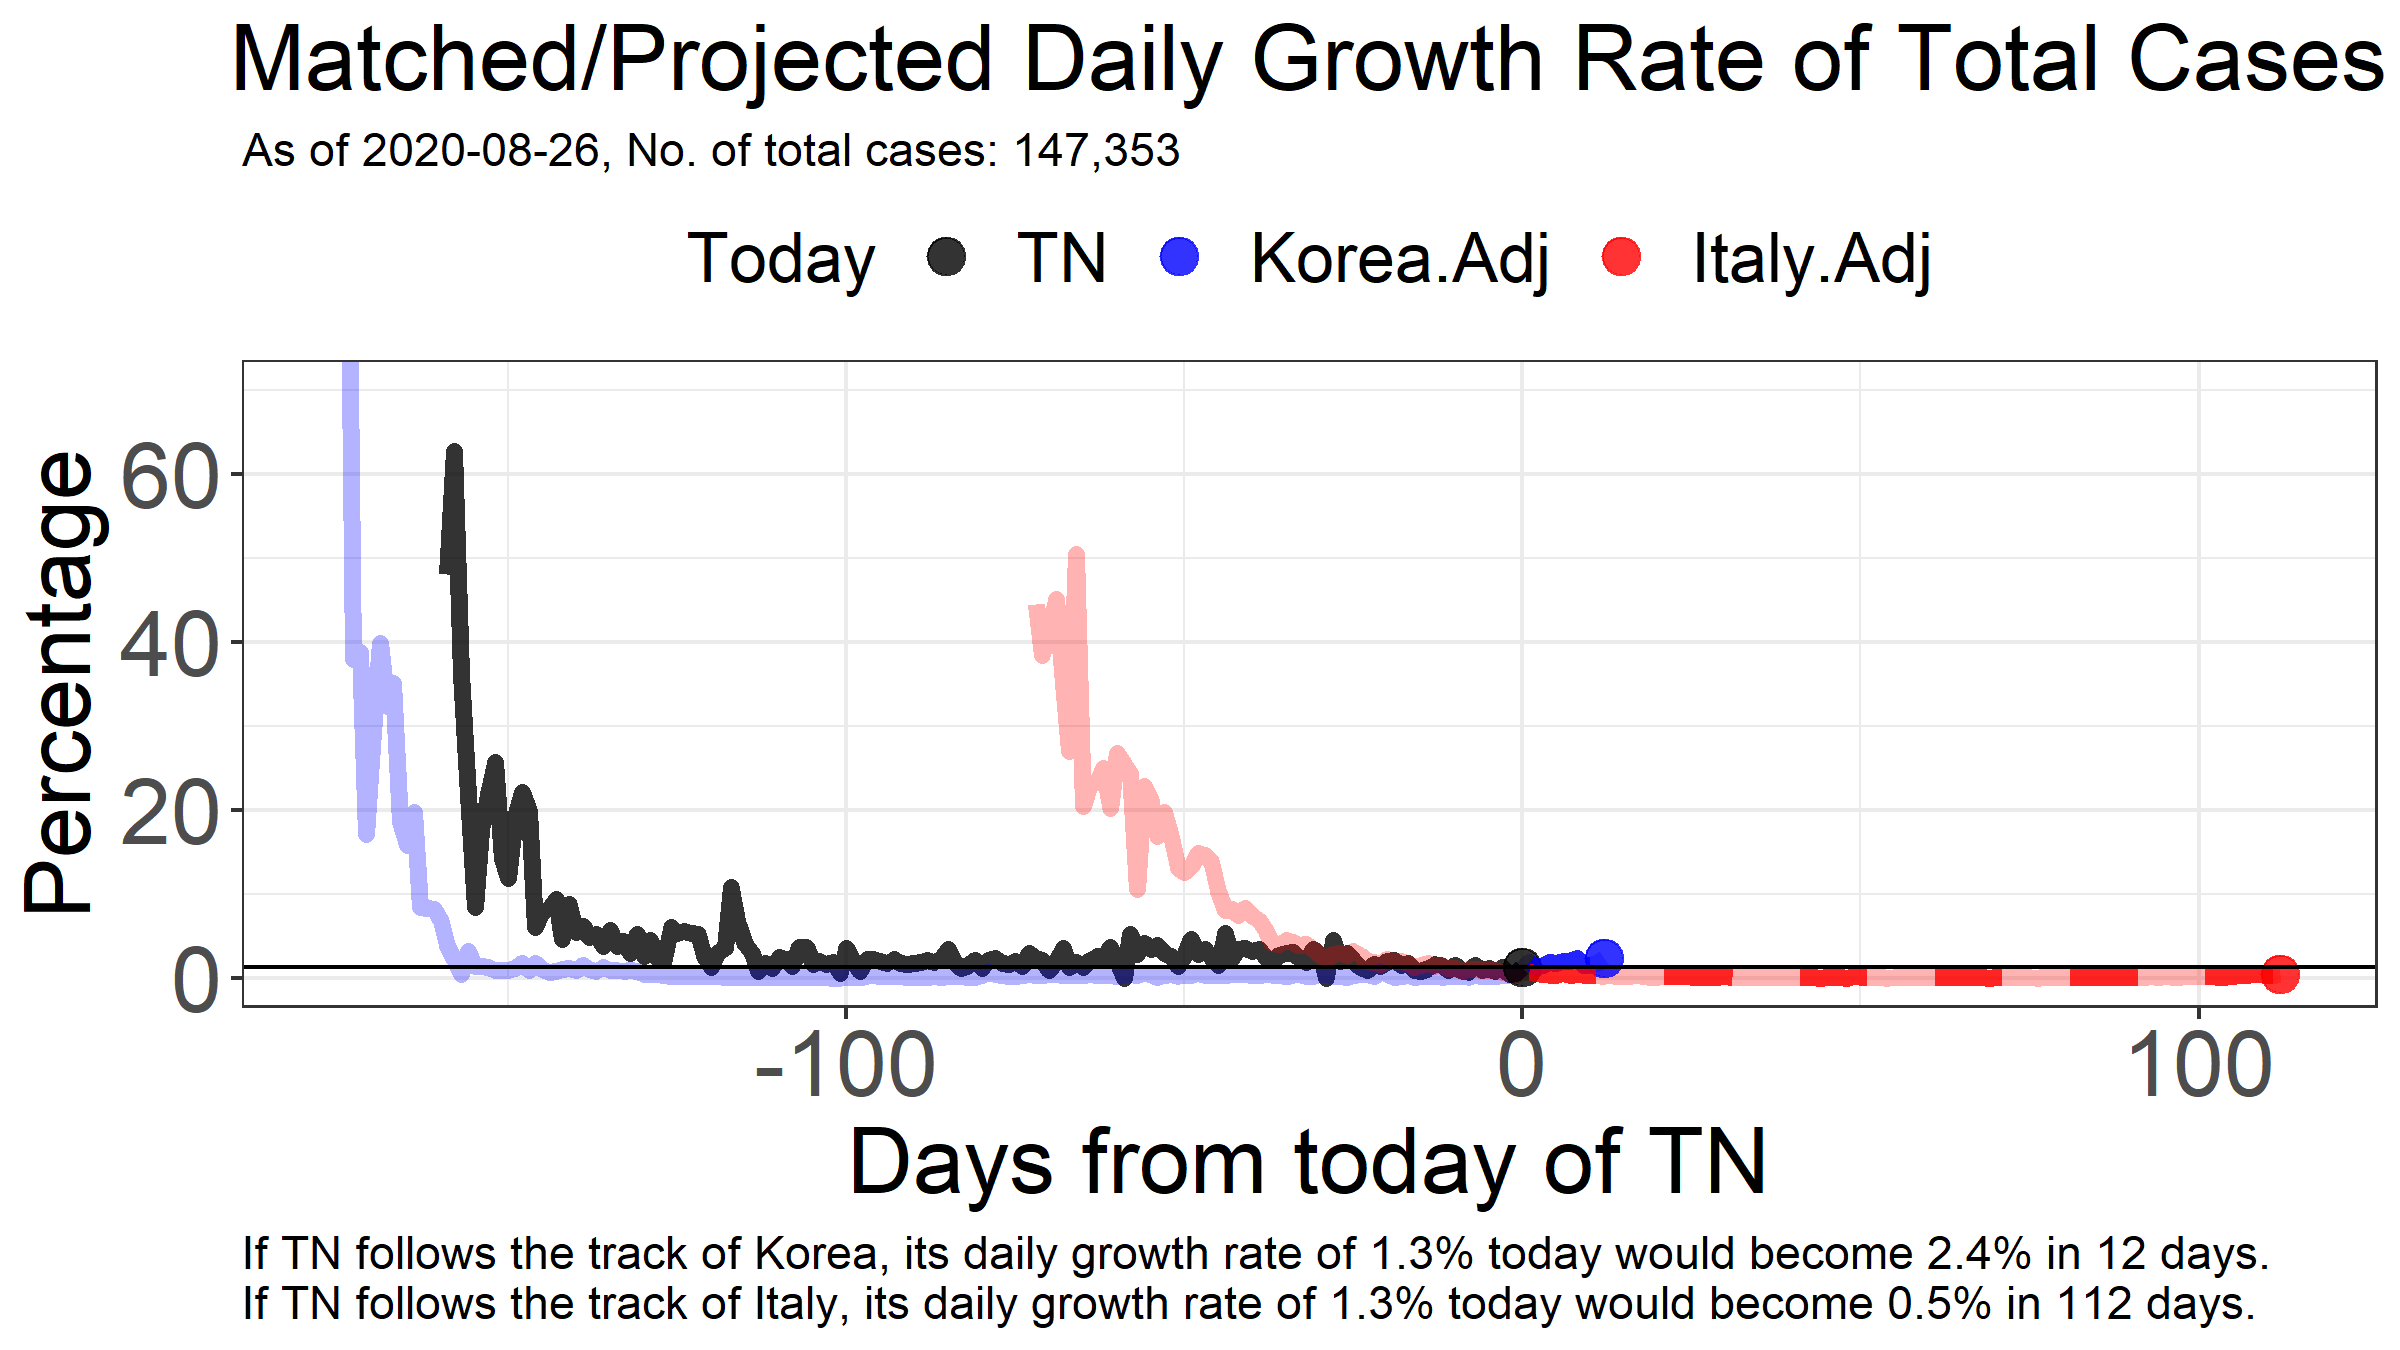 Matched/Projected Daily Growth Rate of Total Cases
As of 2020-08-26, No. of total cases: 147,353
Today TN Korea.Adj Italy.Adj
Percentage
60
40
20
0
-100 0 100
Days from today of TN
If TN follows the track of Korea, its daily growth rate of 1.3% today would become 2.4% in 12 days.
If TN follows the track of Italy, its daily growth rate of 1.3% today would become 0.5% in 112 days.